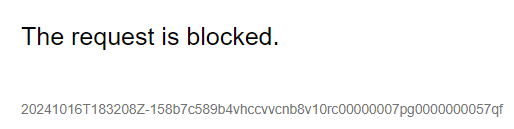 The request is blocked.
20241016T183208Z-158b7c589b4vhccvvcnb8v10rc00000007pg0000000057qf